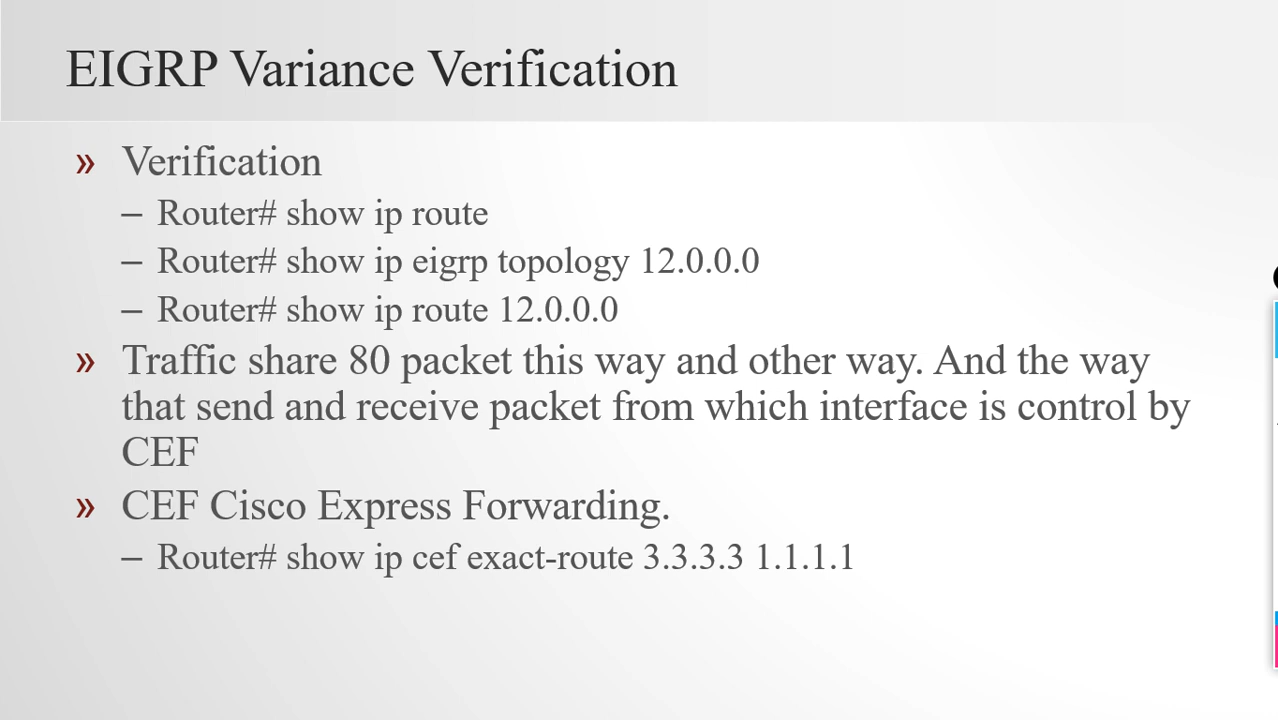 EIGRP Variance Verification
» Verification
– Router# show ip route
– Router# show ip eigrp topology 12.0.0.0
– Router# show ip route 12.0.0.0
» Traffic share 80 packet this way and other way. And the way
that send and receive packet from which interface is control by
CEF
» CEF Cisco Express Forwarding.
– Router# show ip cef exact-route 3.3.3.3 1.1.1.1